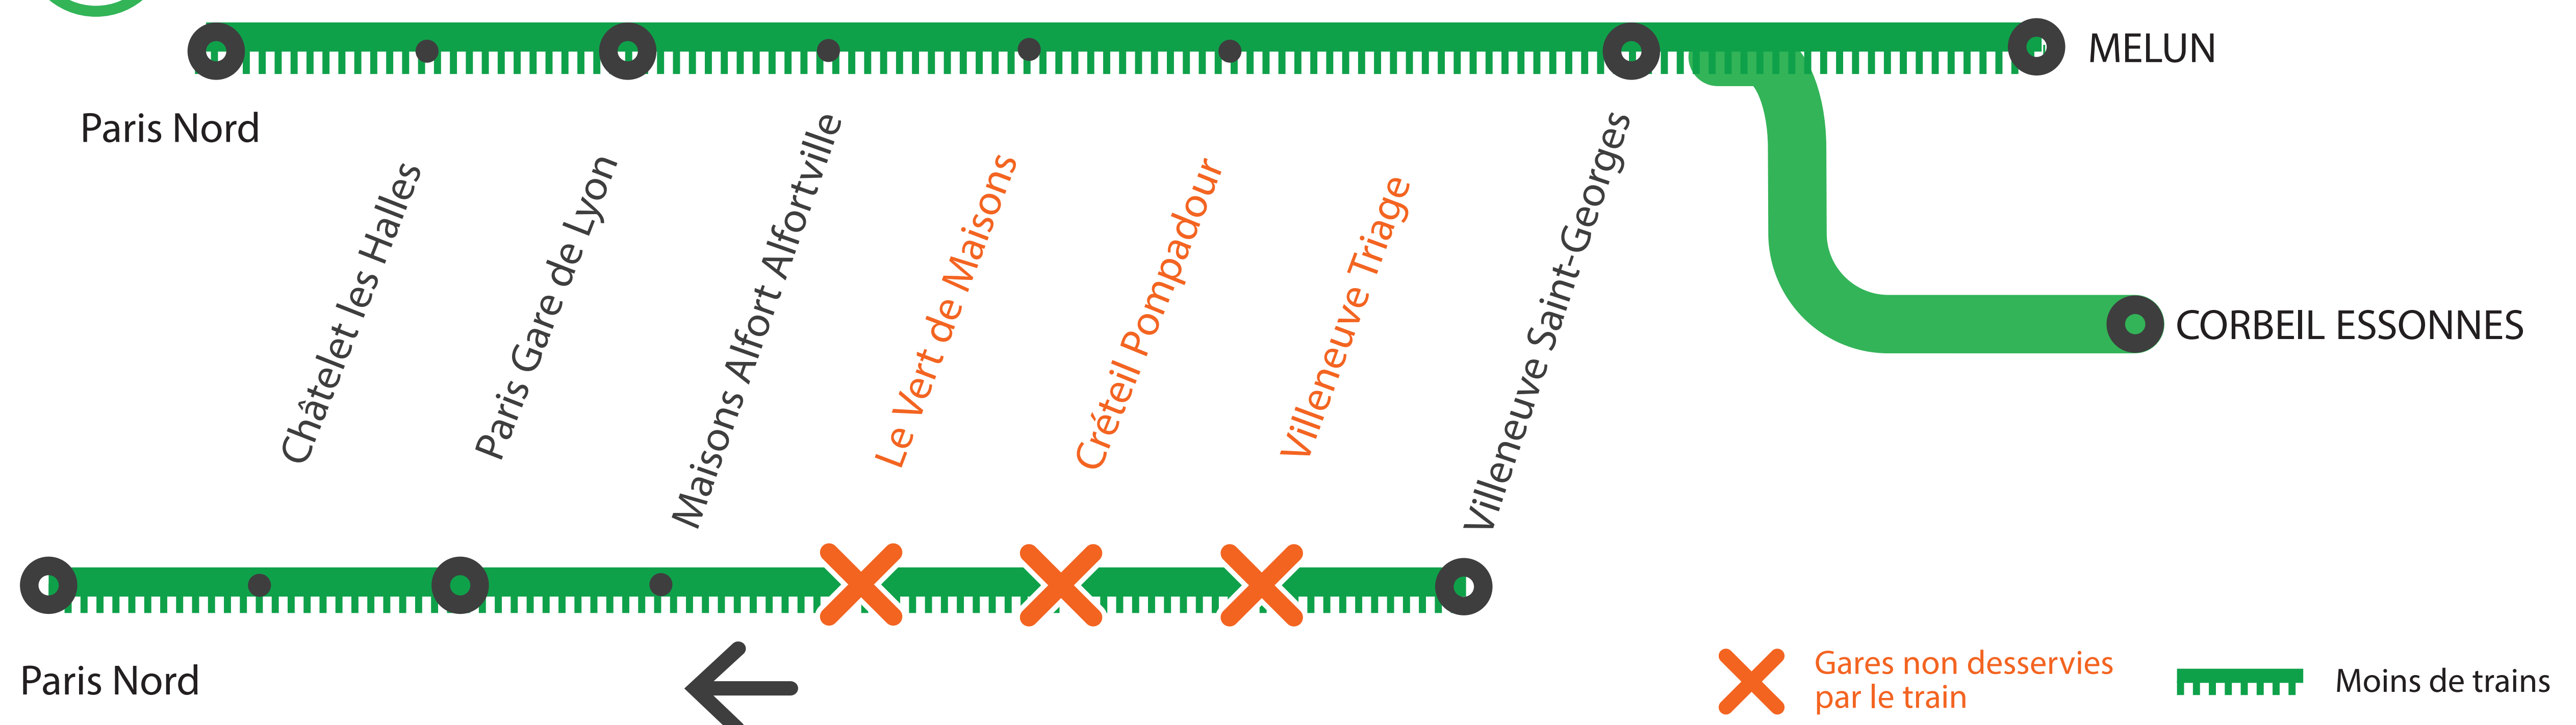 MELUN
Paris Nord
Châtelet les Halles
Paris Gare de Lyon
Maisons Alfort Alfortville
Le Vert de Maisons
Créteil Pompadour
Villeneuve Triage
Villeneuve Saint-Georges
CORBEIL ESSONNES
Paris Nord
Gares non desservies
par le train
Moins de trains